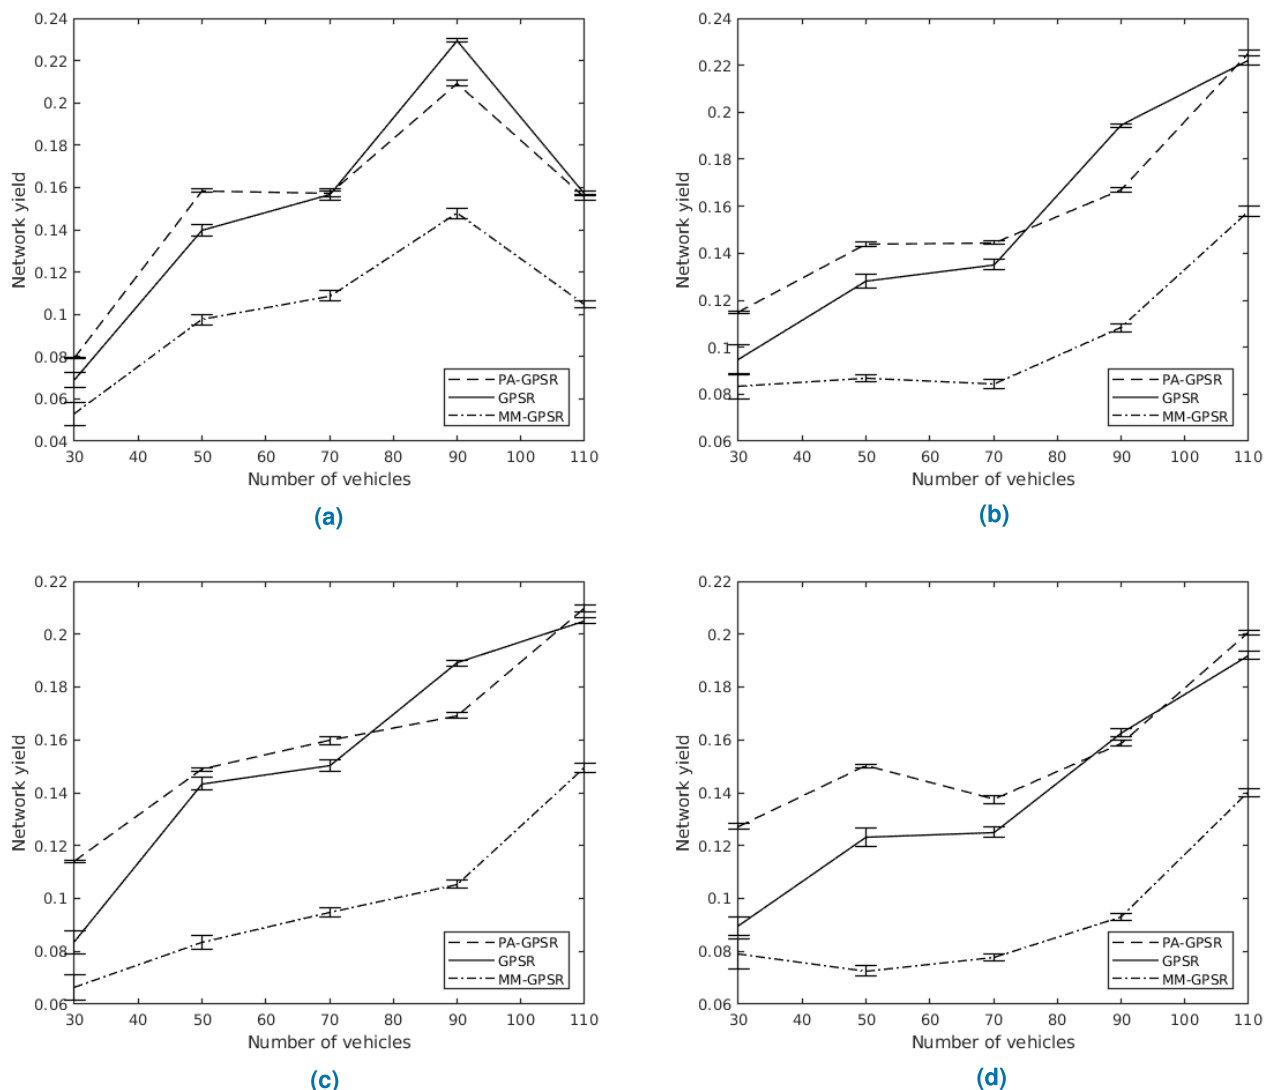 0.24
0.22
0.2
0.18
0.16
0.14
0.12
0.1
0.08
0.06
0.04
Network yield
PA-GPSR
GPSR
MM-GPSR
30 40 50 60 70 80 90 100 110
Number of vehicles
(a)
0.24
0.22
0.2
0.18
0.16
0.14
0.12
0.1
0.08
0.06
Network yield
PA-GPSR
GPSR
MM-GPSR
30 40 50 60 70 80 90 100 110
Number of vehicles
(b)
0.22
0.2
0.18
0.16
0.14
0.12
0.1
0.08
0.06
Network yield
PA-GPSR
GPSR
MM-GPSR
30 40 50 60 70 80 90 100 110
Number of vehicles
(c)
0.22
0.2
0.18
0.16
0.14
0.12
0.1
0.08
0.06
Network yield
PA-GPSR
GPSR
MM-GPSR
30 40 50 60 70 80 90 100 110
Number of vehicles
(d)